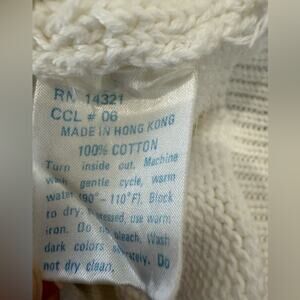 RN 14321
CCL # 06
MADE IN HONG KONG
100% COTTON
Turn inside out. Machine
wash gentle cycle, warm
water (90° - 110°F). Block
to dry. If pressed, use warm
iron. Do no bleach. Wash
dark colors separately. Do
not dry clean.